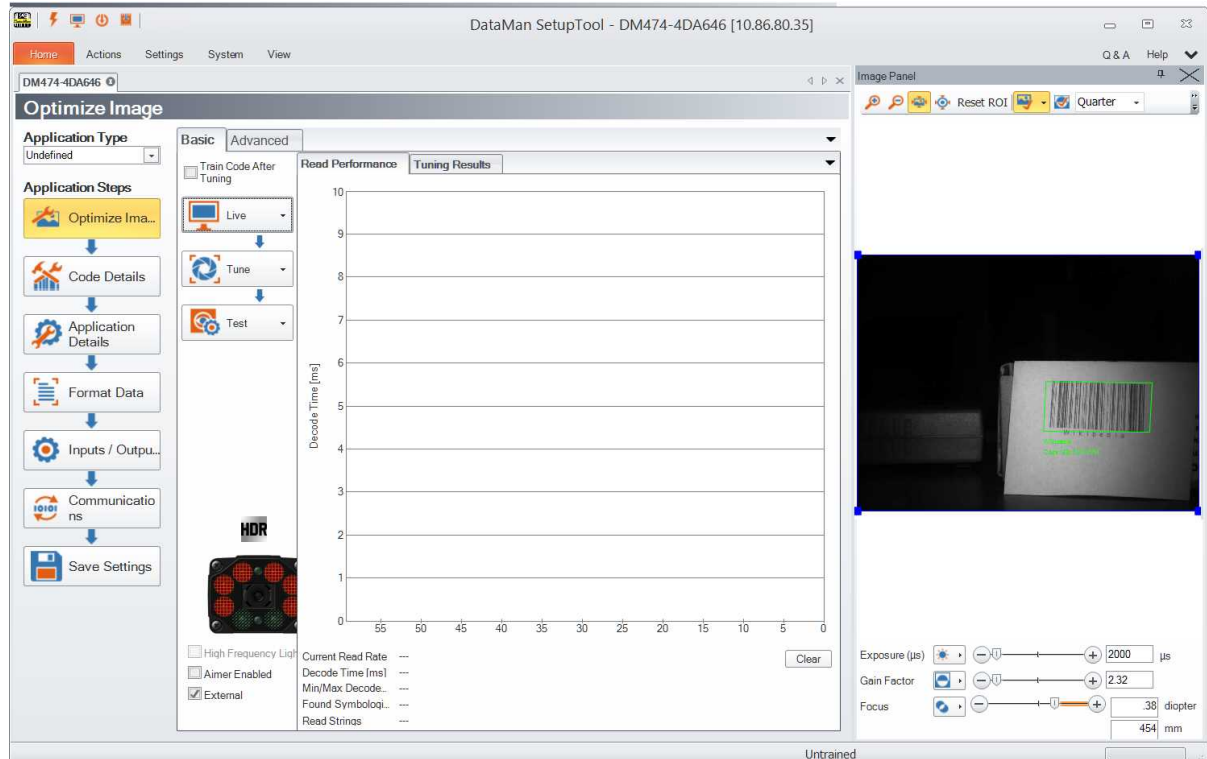 DataMan SetupTool - DM474-4DA646 [10.86.80.35]
Home Actions Settings System View Q & A Help
DM474-4DA646
Image Panel
Optimize Image
Reset ROI Quarter
Application Type
Undefined
Application Steps
Optimize Ima...
Code Details
Application
Details
Format Data
Inputs / Outpu...
Communicatio
ns
Save Settings
Basic Advanced
Train Code After
Tuning
Live
Tune
Test
HDR
High Frequency Ligh
Aimer Enabled
External
Read Performance Tuning Results
Decode Time [ms]
10
9
8
7
6
5
4
3
2
1
0
55 50 45 40 35 30 25 20 15 10 5 0
Current Read Rate ---
Clear
Decode Time [ms] ---
Min/Max Decode... ---
Found Symbologi... ---
Read Strings ---
Wikipedia
Exposure (µs) 2000 µs
Gain Factor 2.32
Focus .38 diopter
454 mm
Untrained